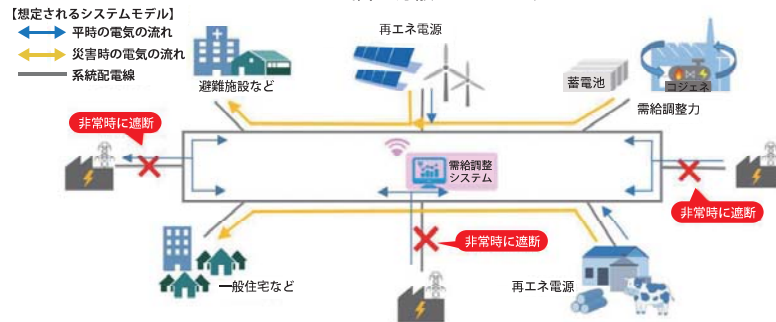 【想定されるシステムモデル】
平時の電気の流れ
災害時の電気の流れ
系統配電線
避難施設など
再エネ電源
蓄電池
コジェネ
需給調整力
非常時に遮断
需給調整
システム
非常時に遮断
非常時に遮断
一般住宅など
再エネ電源